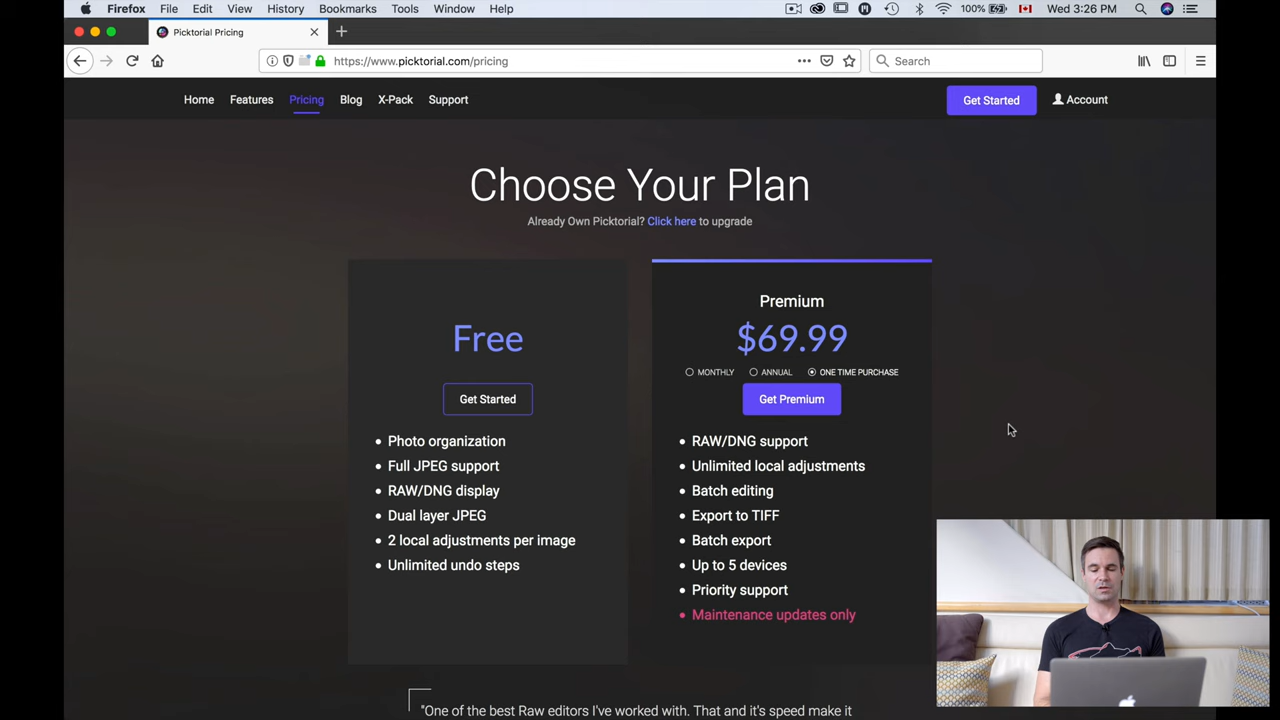 Firefox File Edit View History Bookmarks Tools Window Help 100% Wed 3:26 PM
Picktorial Pricing
https://www.picktorial.com/pricing Search
Home Features Pricing Blog X-Pack Support Get Started Account
Choose Your Plan
Already Own Picktorial? Click here to upgrade
Free
Get Started
• Photo organization
• Full JPEG support
• RAW/DNG display
• Dual layer JPEG
• 2 local adjustments per image
• Unlimited undo steps
Premium
$69.99
MONTHLY ANNUAL ONE TIME PURCHASE
Get Premium
• RAW/DNG support
• Unlimited local adjustments
• Batch editing
• Export to TIFF
• Batch export
• Up to 5 devices
• Priority support
• Maintenance updates only
"One of the best Raw editors I've worked with. That and it's speed make it